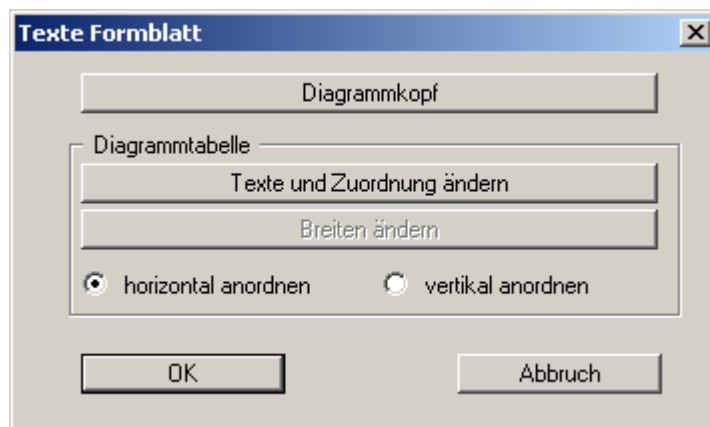 Texte Formblatt
Diagrammkopf
Diagrammtabelle
Texte und Zuordnung ändern
Breiten ändern
horizontal anordnen vertikal anordnen
OK Abbruch